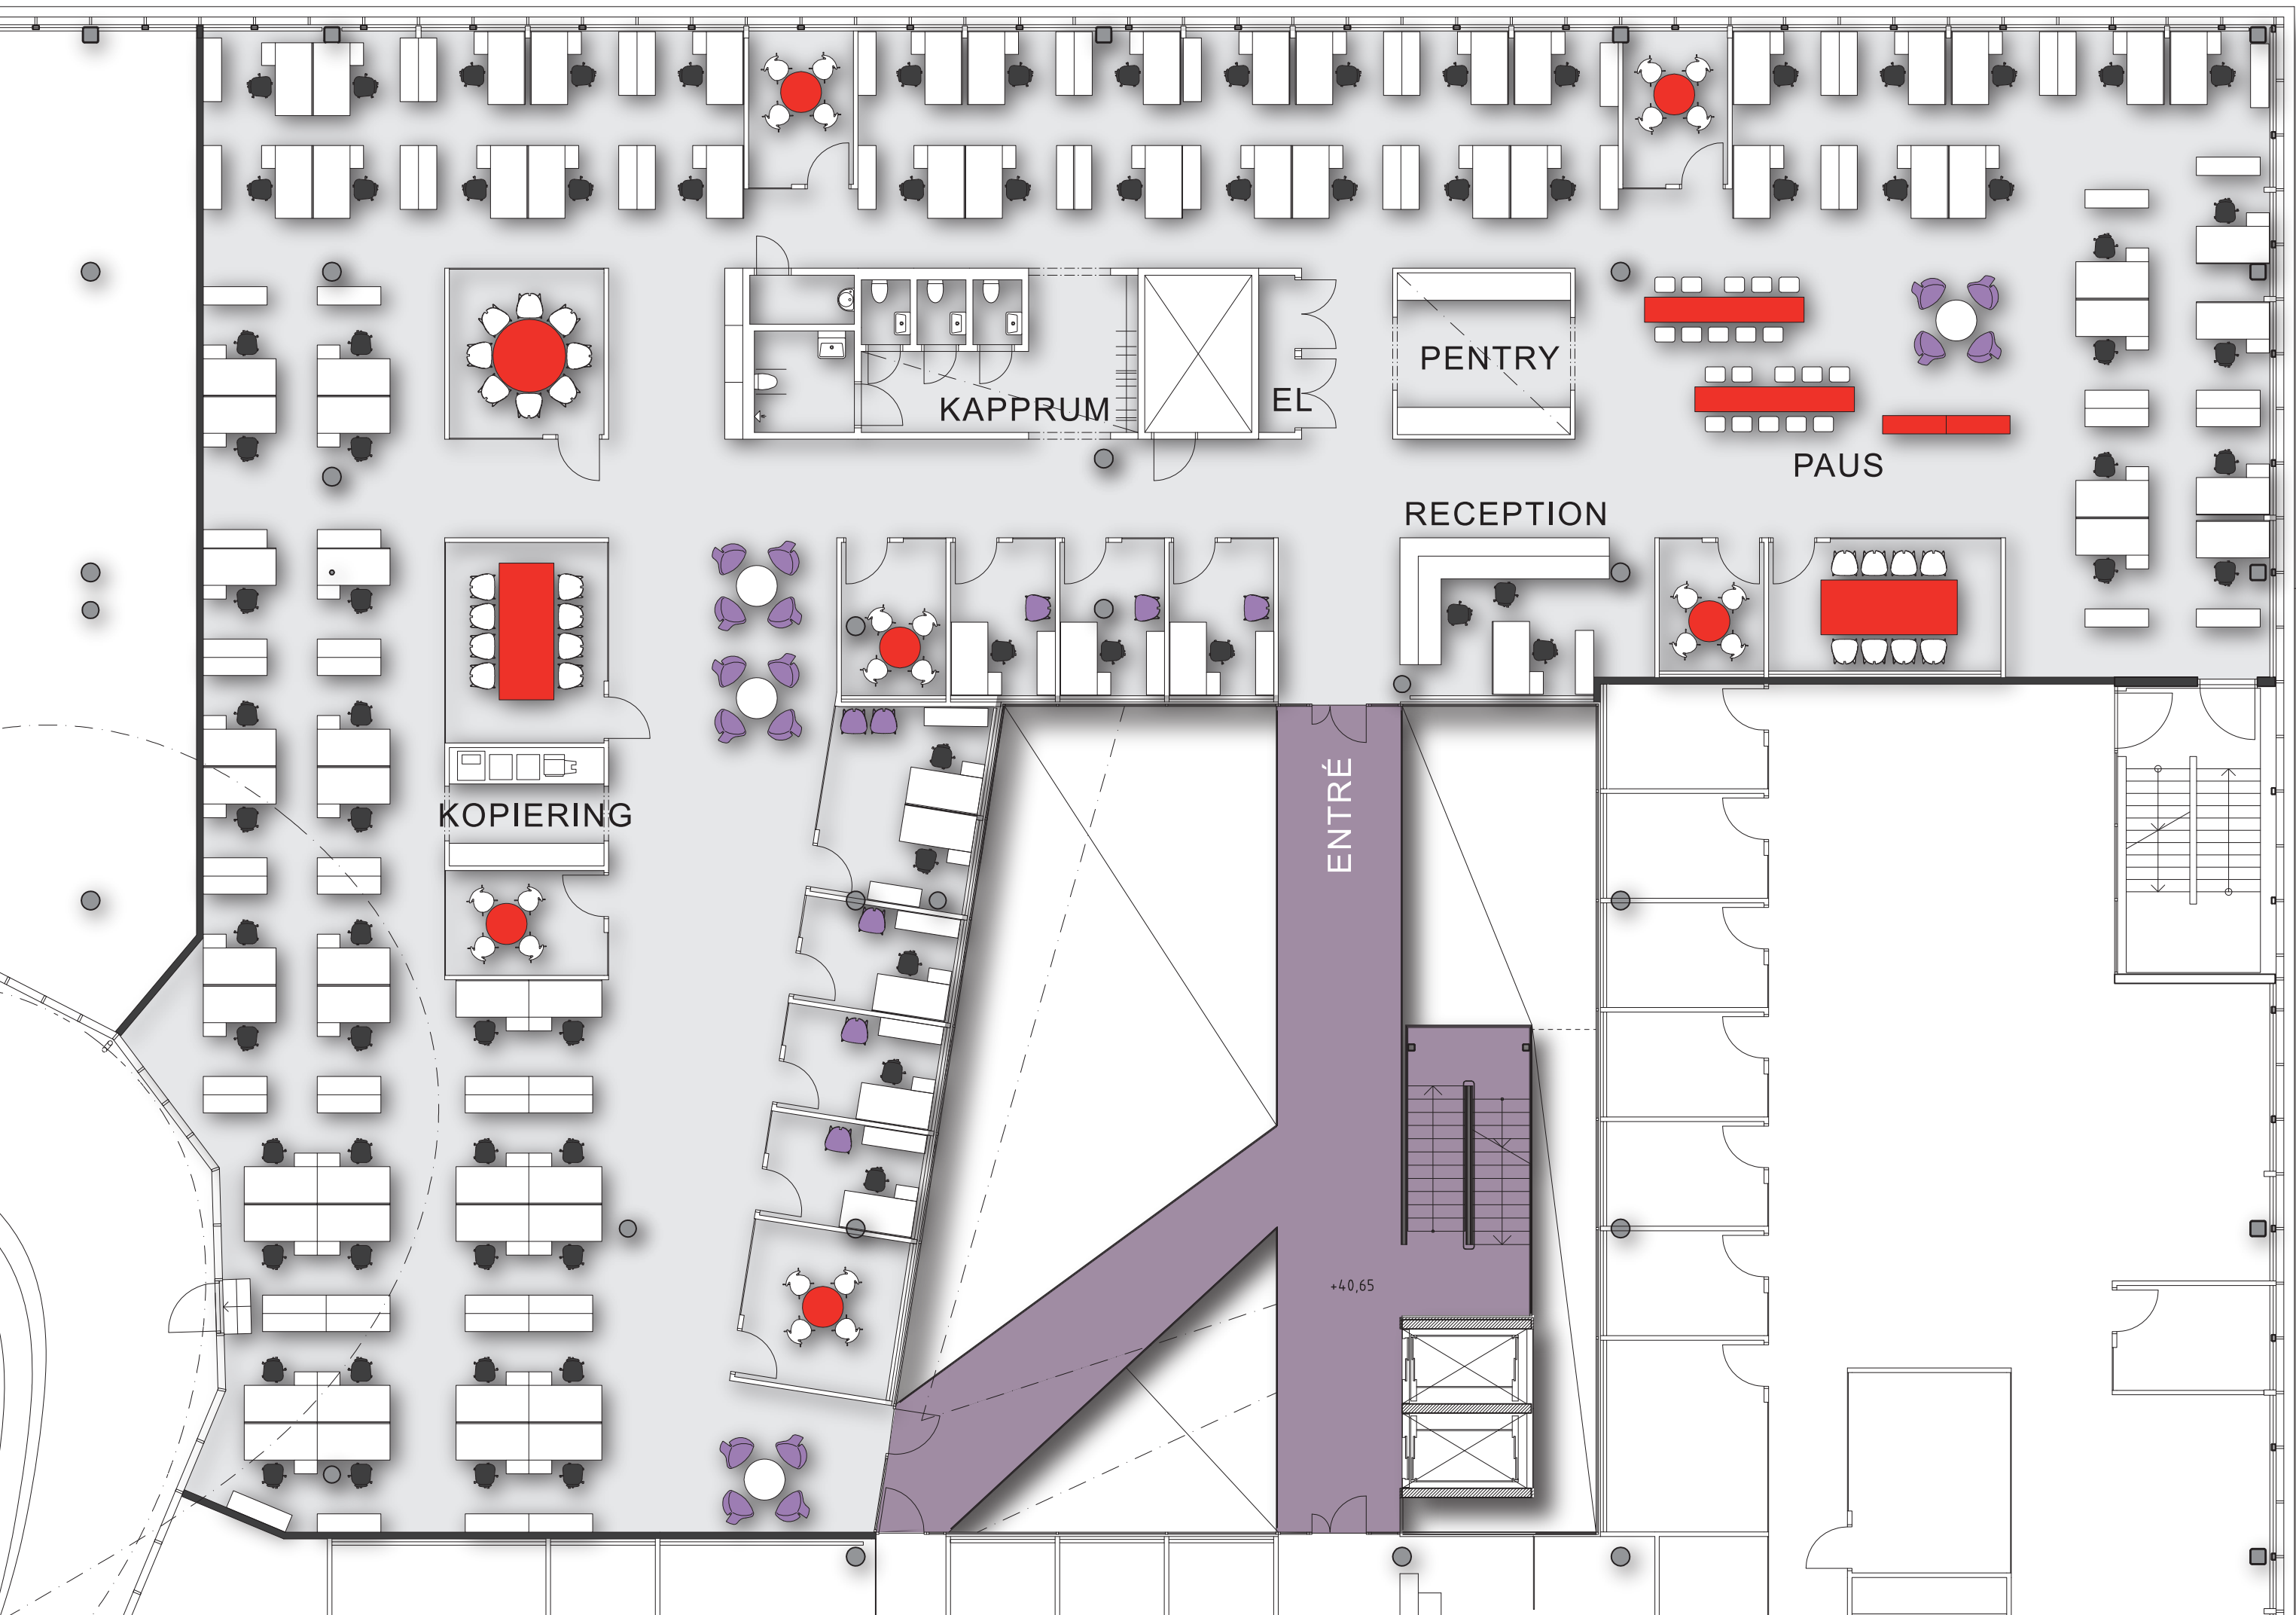 PENTRY
KAPPRUM
EL
PAUS
RECEPTION
KOPIERING
ENTRÉ
+40,65